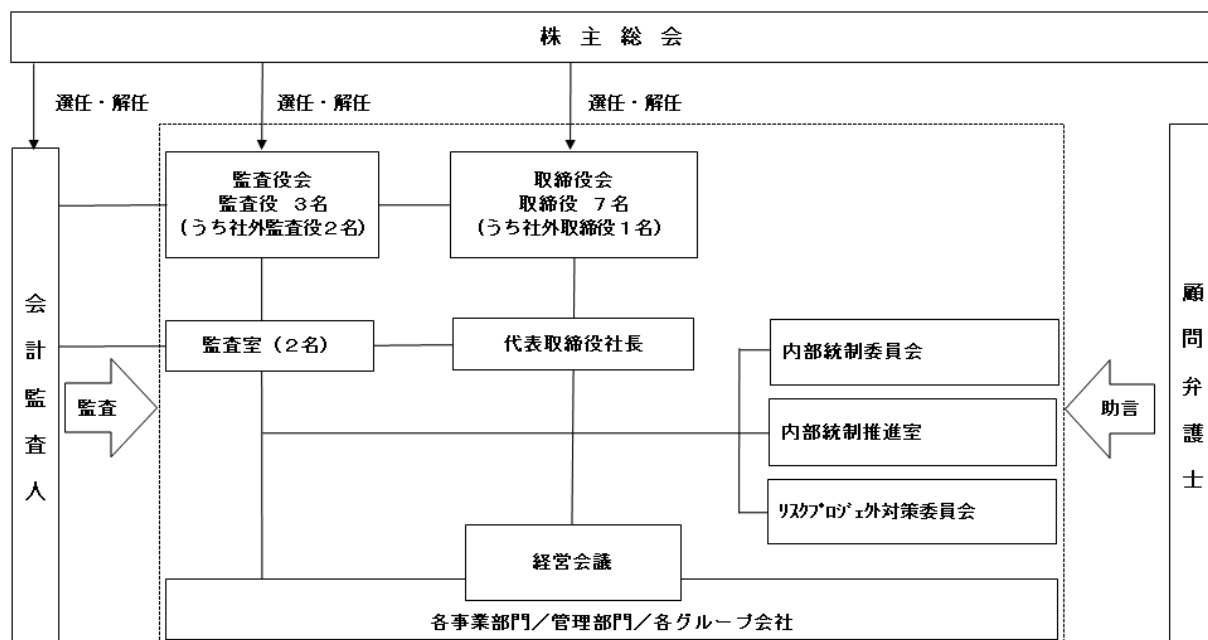 株 主 総 会
選任・解任
選任・解任
選任・解任
監査役会
監査役 3名
(うち社外監査役2名)
取締役会
取締役 7名
(うち社外取締役1名)
会計監査人
顧問弁護士
監査室(2名)
代表取締役社長
内部統制委員会
監査
助言
内部統制推進室
ﾘｽｸﾌﾟﾛｼﾞｪ外対策委員会
経営会議
各事業部門/管理部門/各グループ会社